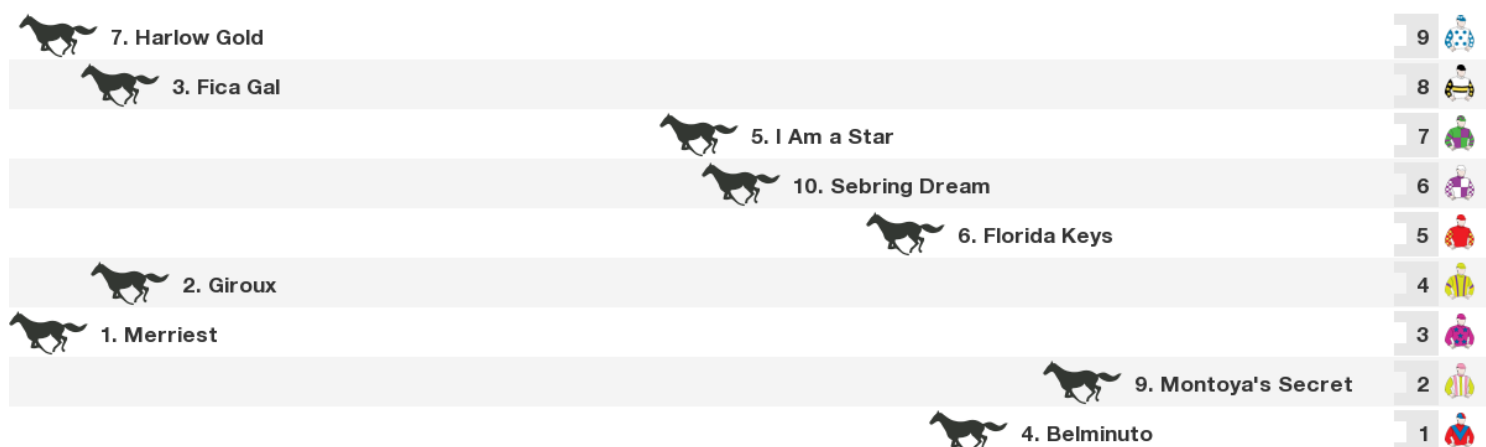 7. Harlow Gold 9
3. Fica Gal 8
5. I Am a Star 7
10. Sebring Dream 6
6. Florida Keys 5
2. Giroux 4
1. Merriest 3
9. Montoya's Secret 2
4. Belminuto 1